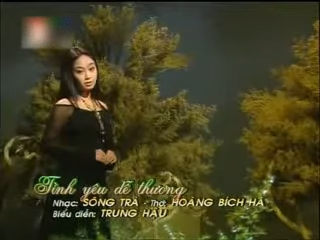 Tình yêu dễ thương
Nhạc: SÔNG TRÀ - Thơ: HOÀNG BÍCH HÀ
Biểu diễn: TRUNG HẬU